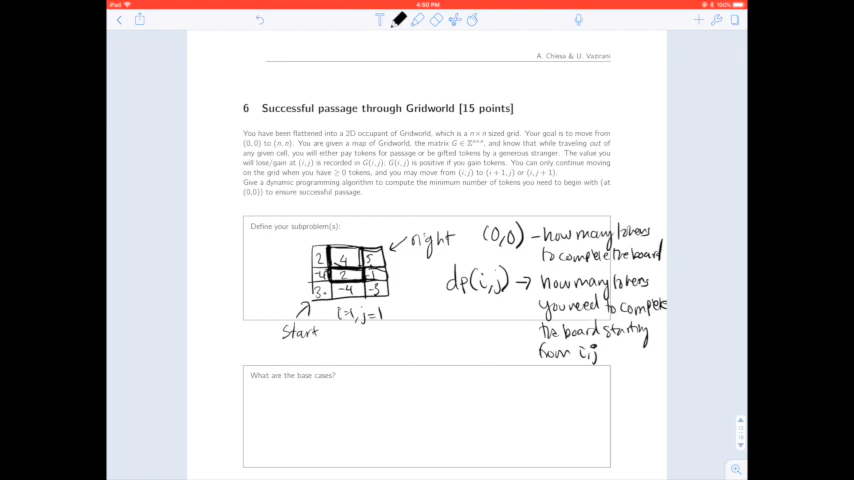 iPad
4:50 PM
100%
A. Chiesa & U. Vazirani
6 Successful passage through Gridworld [15 points]
You have been flattened into a 2D occupant of Gridworld, which is a n×n sized grid. Your goal is to move from
(0, 0) to (n, n). You are given a map of Gridworld, the matrix G ∈ ℤⁿˣⁿ, and know that while traveling out of
any given cell, you will either pay tokens for passage or be gifted tokens by a generous stranger. The value you
will lose/gain at (i, j) is recorded in G(i, j); G(i, j) is positive if you gain tokens. You can only continue moving
on the grid when you have ≥ 0 tokens, and you may move from (i, j) to (i + 1, j) or (i, j + 1).
Give a dynamic programming algorithm to compute the minimum number of tokens you need to begin with (at
(0, 0)) to ensure successful passage.
Define your subproblem(s):
right
2 4 5
-4 2 -1
3 -4 -3
i=1, j=1
Start
(0,0) - how many tokens
to complete the board
dp(i,j) → how many tokens
you need to complete
the board starting
from i,j
What are the base cases?